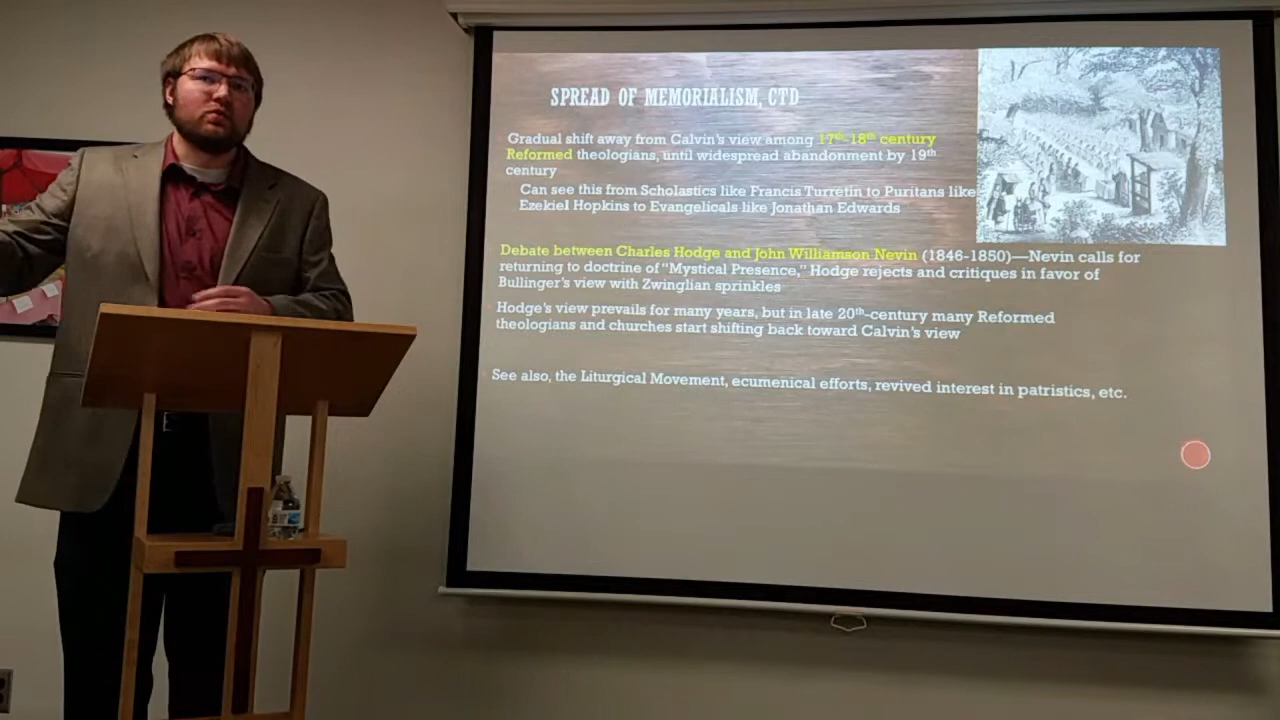 SPREAD OF MEMORIALISM, CTD
Gradual shift away from Calvin's view among 17th-18th century
Reformed theologians, until widespread abandonment by 19th
century
Can see this from Scholastics like Francis Turretin to Puritans like
Ezekiel Hopkins to Evangelicals like Jonathan Edwards
Debate between Charles Hodge and John Williamson Nevin (1846-1850)—Nevin calls for
returning to doctrine of "Mystical Presence," Hodge rejects and critiques in favor of
Bullinger's view with Zwinglian sprinkles
Hodge's view prevails for many years, but in late 20th-century many Reformed
theologians and churches start shifting back toward Calvin's view
See also, the Liturgical Movement, ecumenical efforts, revived interest in patristics, etc.